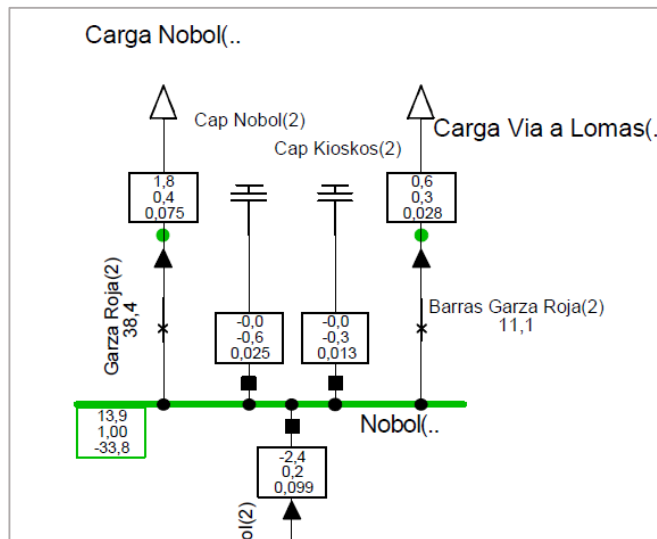 Carga Nobol(..
Cap Nobol(2)
Cap Kioskos(2)
Carga Via a Lomas(..
1,8
0,4
0,075
0,6
0,3
0,028
Garza Roja(2)
38,4
-0,0
-0,6
0,025
-0,0
-0,3
0,013
Barras Garza Roja(2)
11,1
13,9
1,00
-33,8
Nobol(..
-2,4
0,2
0,099
ol(2)